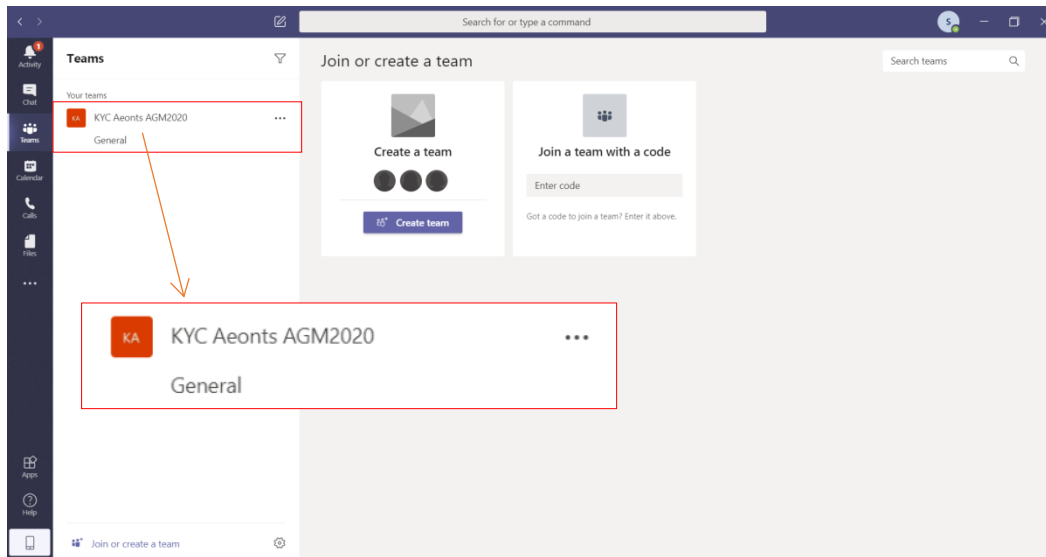 Search for or type a command
S
1
Activity
Chat
Teams
Calendar
Calls
Files
Apps
Help
Teams
Your teams
KA
KYC Aeonts AGM2020
General
Join or create a team
Join or create a team
Search teams
Create a team
Create team
Join a team with a code
Enter code
Got a code to join a team? Enter it above.
KA
KYC Aeonts AGM2020
General